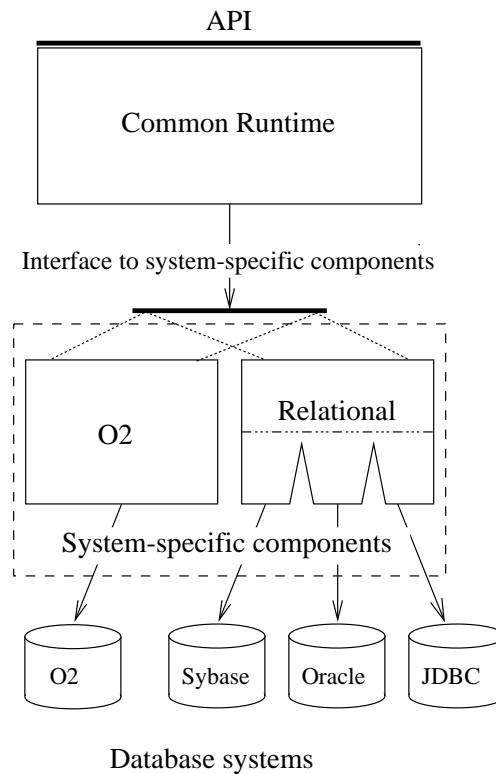 API
Common Runtime
Interface to system-specific components
O2
Relational
System-specific components
O2
Sybase
Oracle
JDBC
Database systems